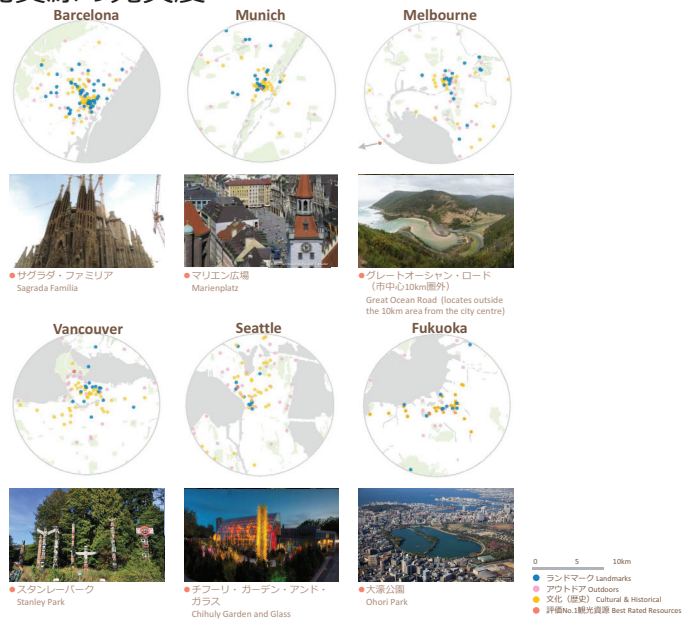 Barcelona
Munich
Melbourne
サグラダ・ファミリア
Sagrada Família
マリエン広場
Marienplatz
グレートオーシャン・ロード
（市中心10km圏外）
Great Ocean Road (locates outside
the 10km area from the city centre)
Vancouver
Seattle
Fukuoka
スタンレーパーク
Stanley Park
チフーリ・ガーデン・アンド・
ガラス
Chihuly Garden and Glass
大濠公園
Ohori Park
0 5 10km
ランドマーク Landmarks
アウトドア Outdoors
文化（歴史）Cultural & Historical
評価No.1観光資源 Best Rated Resources